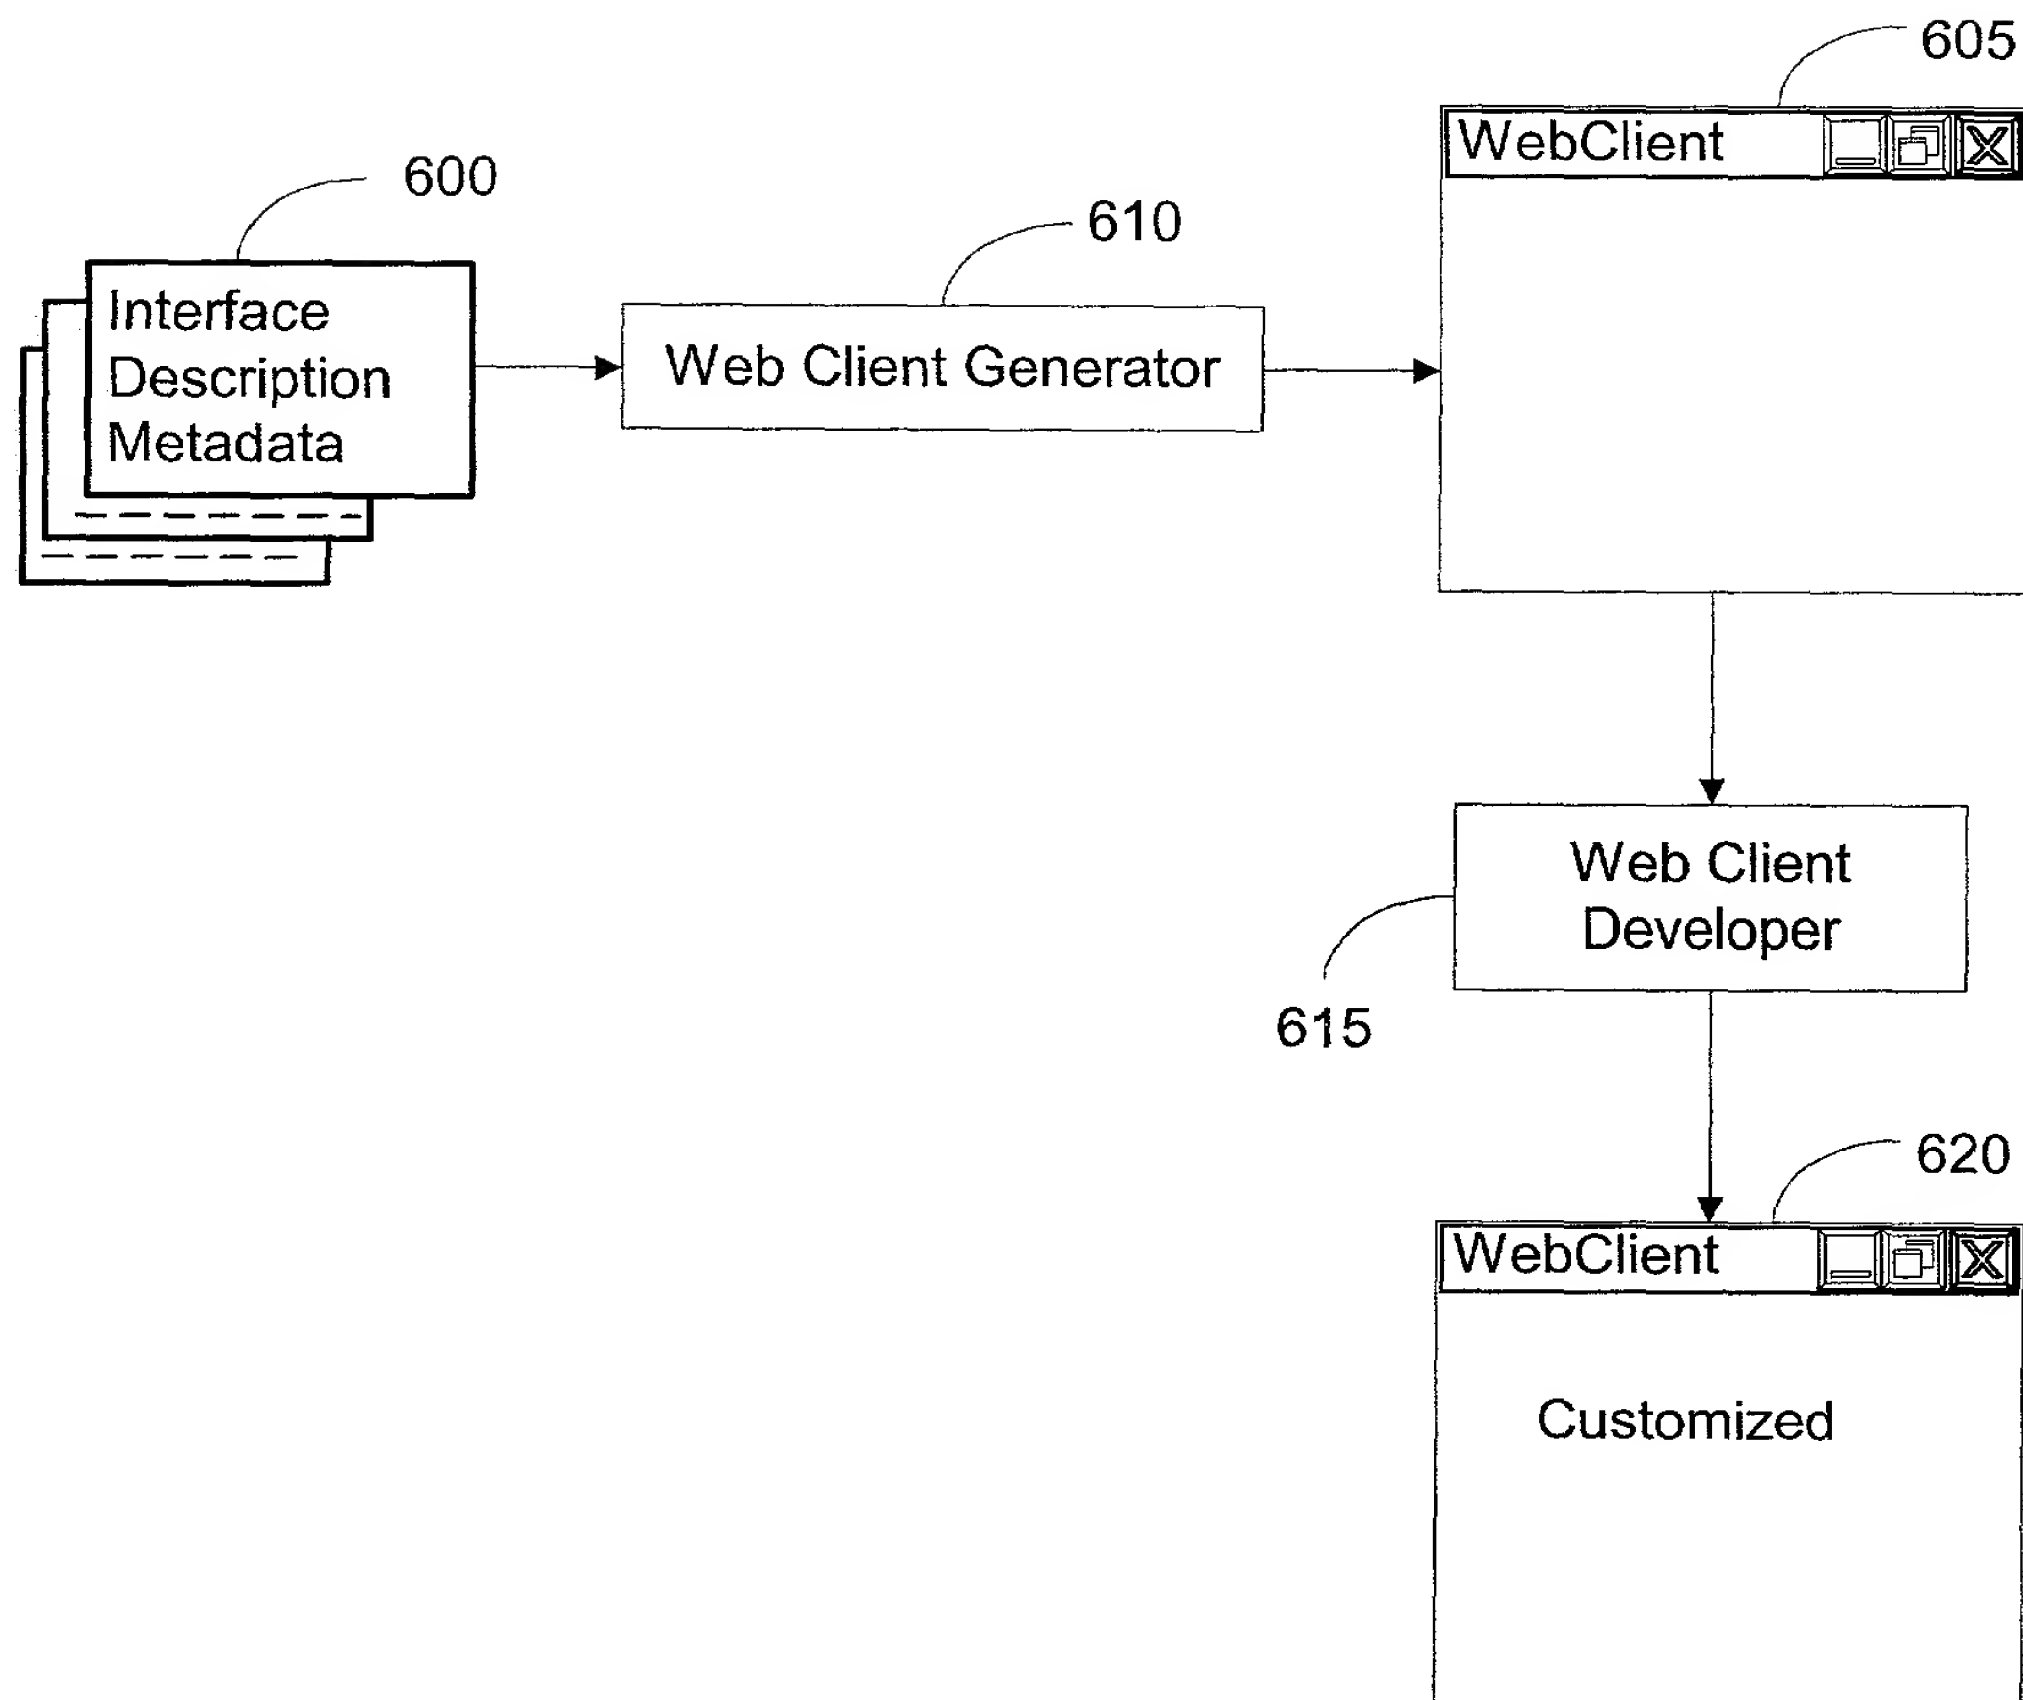 605
WebClient
600
610
Interface
Description
Metadata
Web Client Generator
Web Client
Developer
615
620
WebClient
Customized